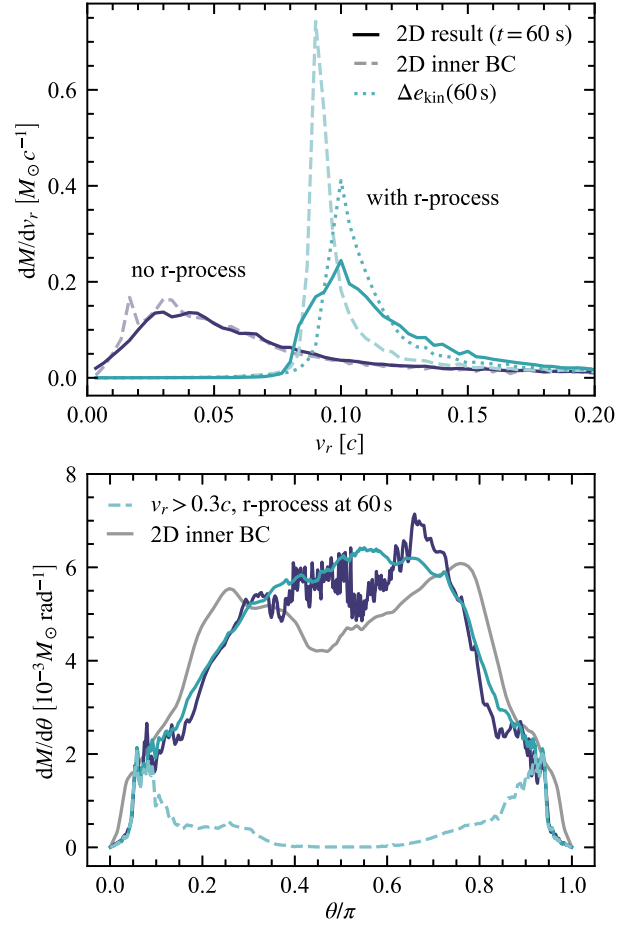 2D result (t = 60 s)
2D inner BC
Δe_kin(60 s)
with r-process
no r-process
dM/dv_r [M_⊙ c⁻¹]
0.6
0.4
0.2
0.0
0.00 0.05 0.10 0.15 0.20
v_r [c]
v_r > 0.3c, r-process at 60 s
2D inner BC
dM/dθ [10⁻³ M_⊙ rad⁻¹]
8
6
4
2
0
0.0 0.2 0.4 0.6 0.8 1.0
θ/π